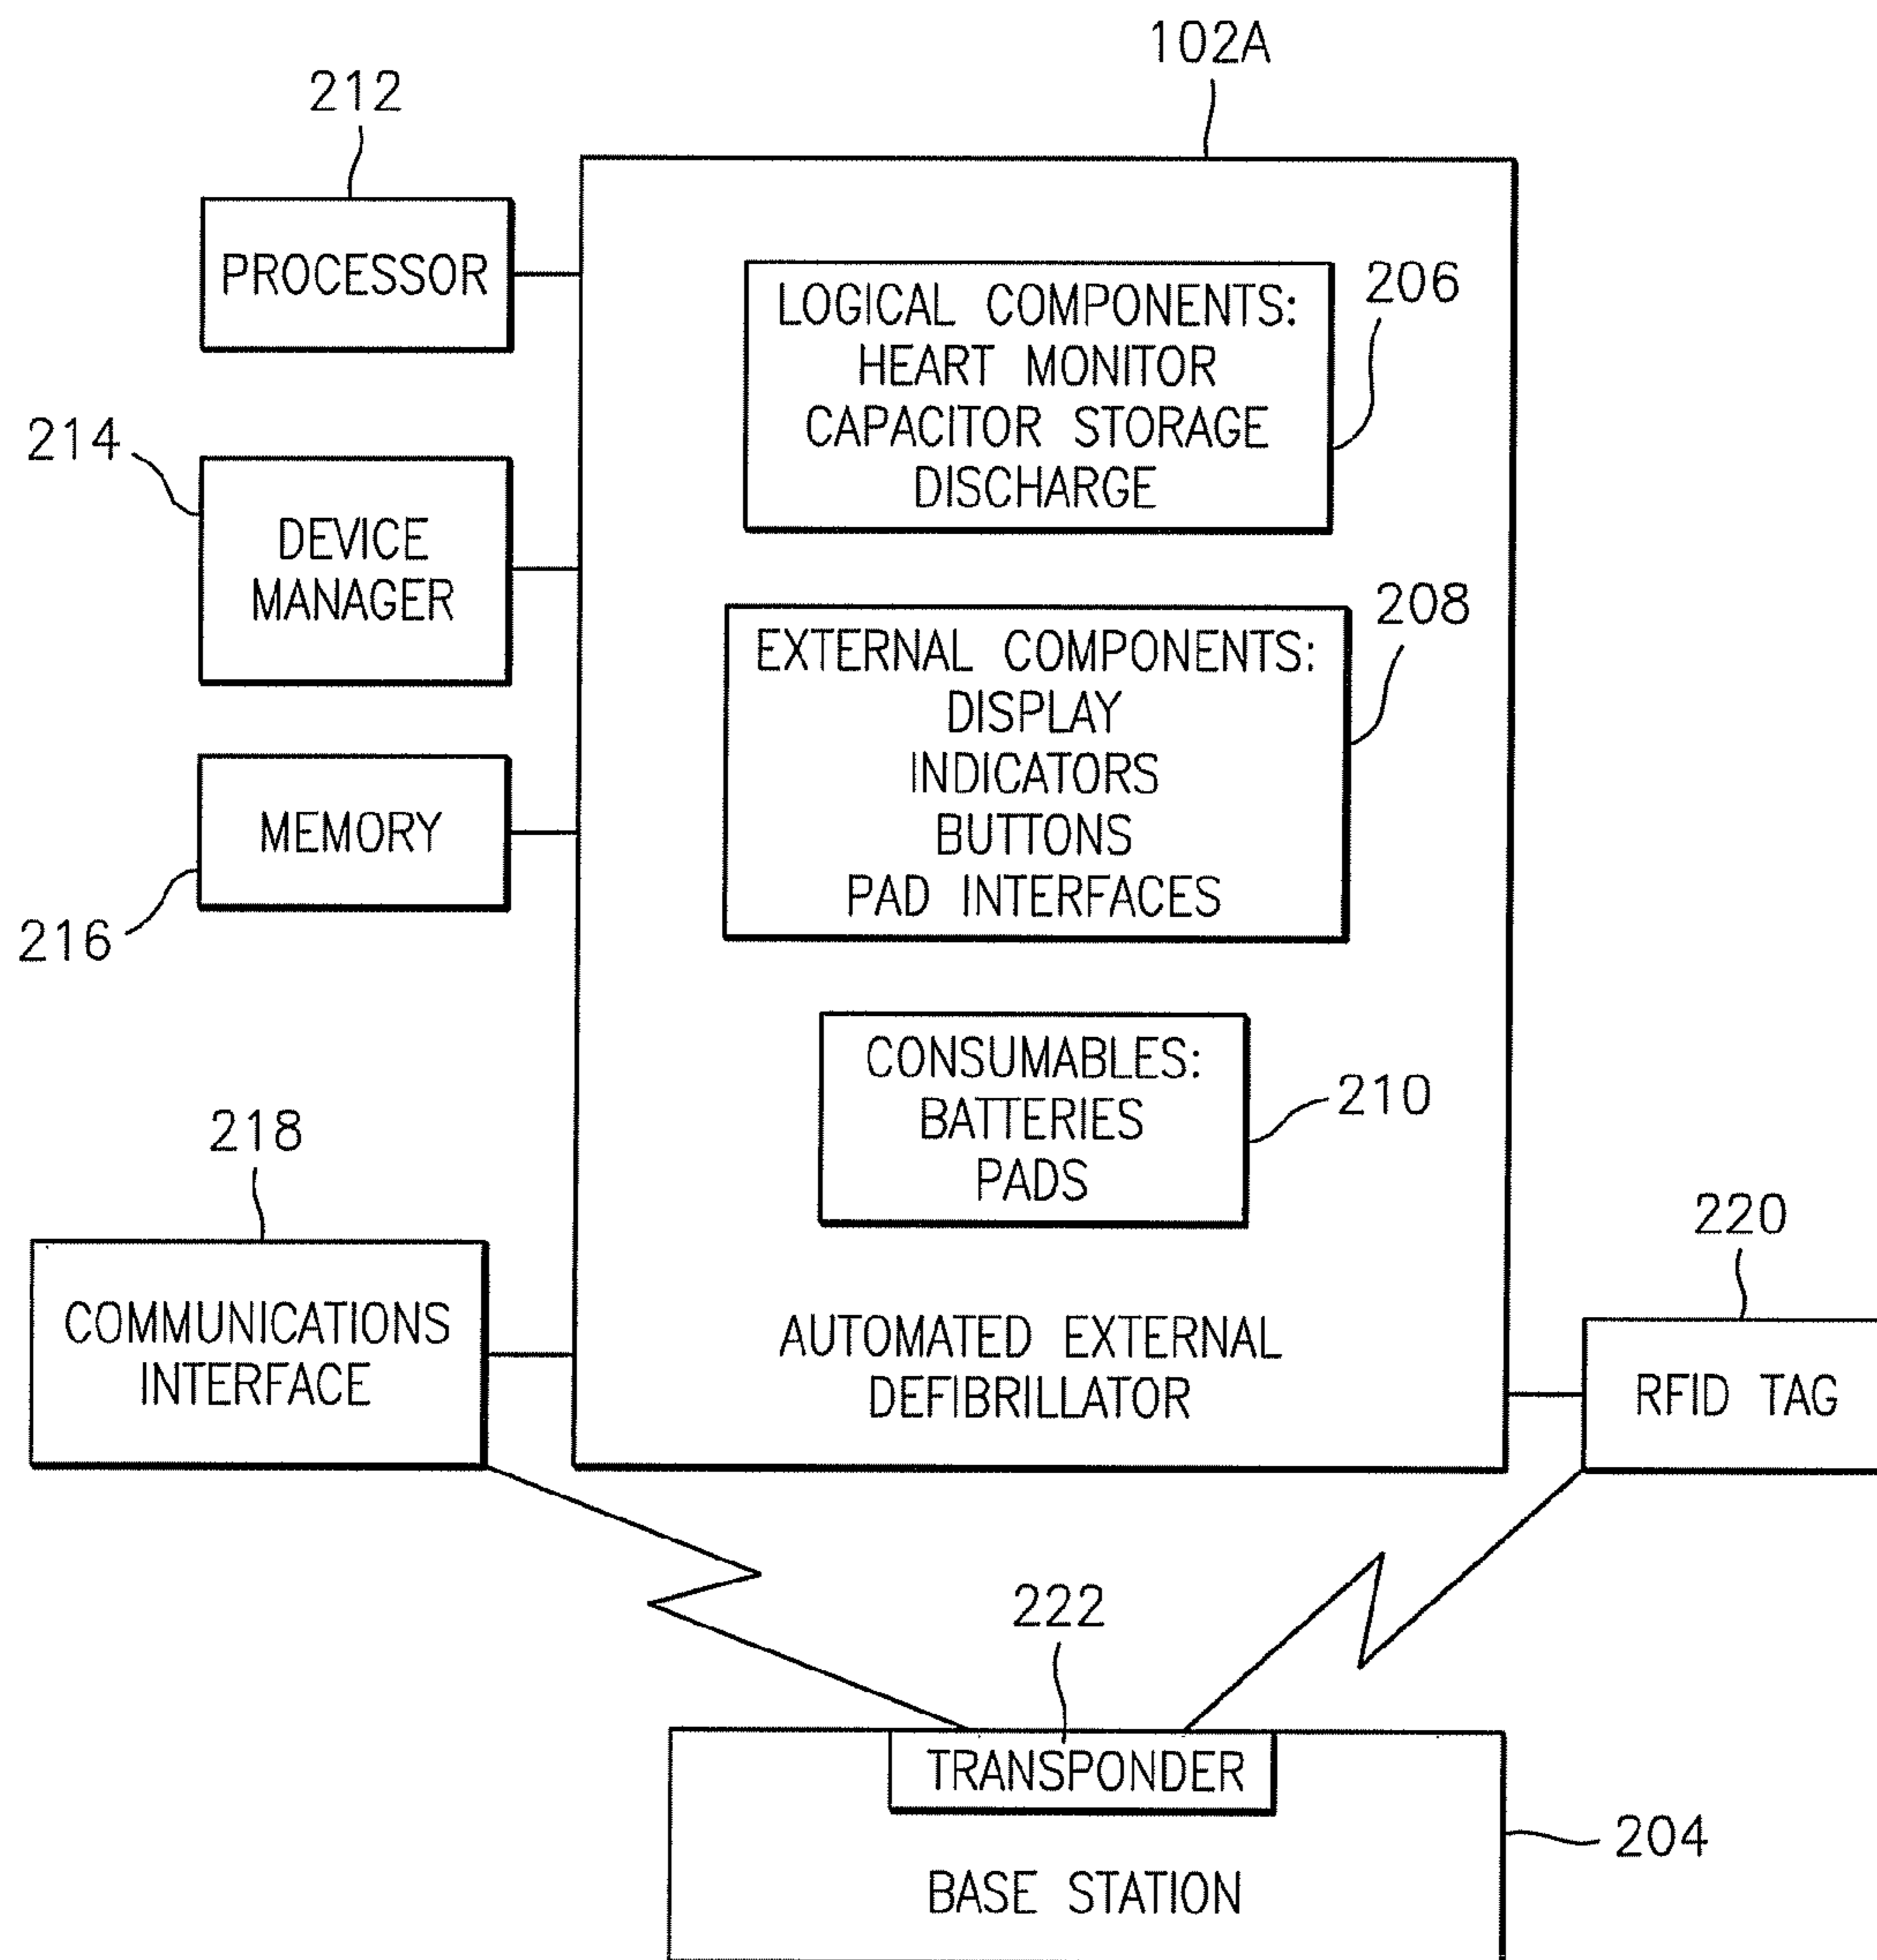 102A
212
PROCESSOR
LOGICAL COMPONENTS:
HEART MONITOR
CAPACITOR STORAGE
DISCHARGE
206
214
DEVICE
MANAGER
EXTERNAL COMPONENTS:
DISPLAY
INDICATORS
BUTTONS
PAD INTERFACES
208
MEMORY
216
CONSUMABLES:
BATTERIES
PADS
210
218
COMMUNICATIONS
INTERFACE
AUTOMATED EXTERNAL
DEFIBRILLATOR
220
RFID TAG
222
TRANSPONDER
204
BASE STATION